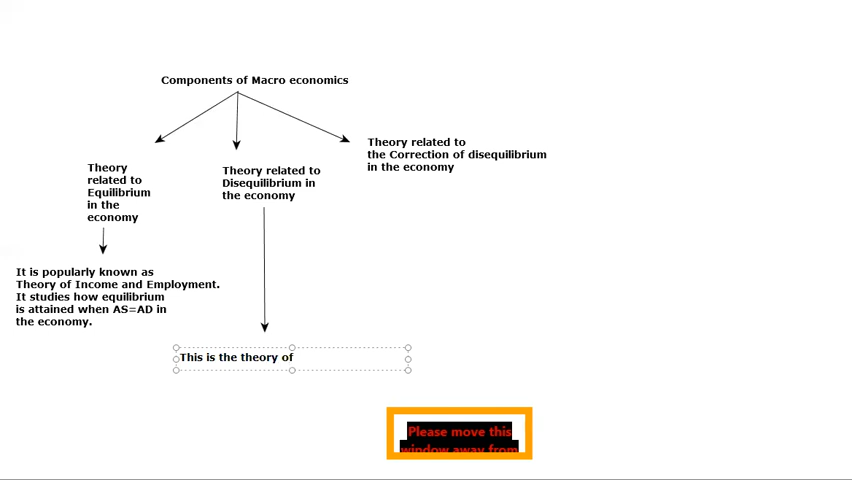 Components of Macro economics
Theory related to
the Correction of disequilibrium
in the economy
Theory
related to
Equilibrium
in the
economy
Theory related to
Disequilibrium in
the economy
It is popularly known as
Theory of Income and Employment.
It studies how equilibrium
is attained when AS=AD in
the economy.
This is the theory of
Please move this
window away from